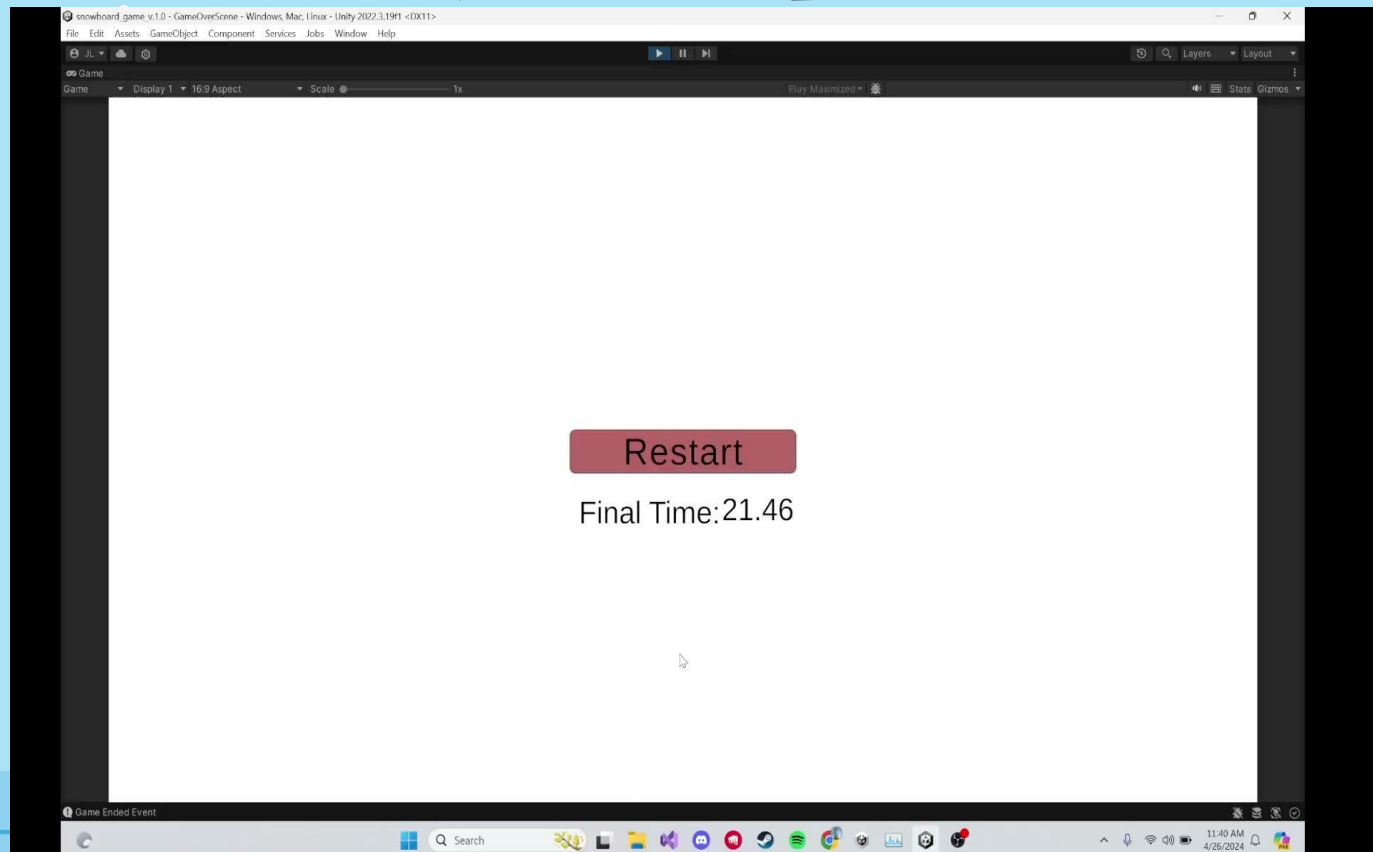 snowboard_game_v.1.0 - GameOverScene - Windows, Mac, Linux - Unity 2022.3.19f1 <DX11>
File Edit Assets GameObject Component Services Jobs Window Help
JL Layers Layout
Game
Game Display 1 16:9 Aspect Scale 1x Play Maximized Stats Gizmos
Restart
Final Time: 21.46
Game Ended Event
Search
11:40 AM
4/26/2024
PRE